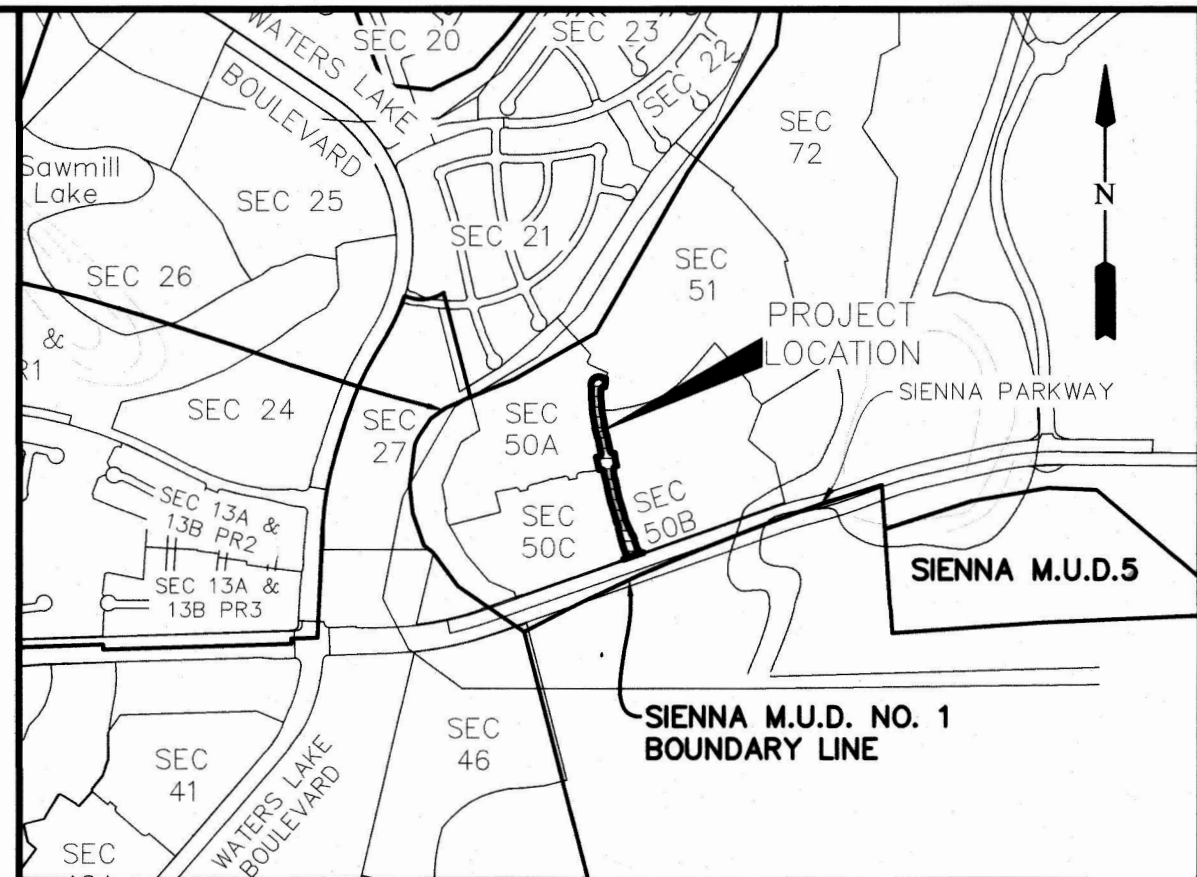 WATERS LAKE
BOULEVARD
SEC 20
SEC 23
SEC 22
SEC
72
Sawmill
Lake
SEC 25
N
SEC 21
SEC 26
SEC
51
PROJECT
LOCATION
&
R1
SIENNA PARKWAY
SEC 24
SEC
27
SEC
50A
SEC 13A &
13B PR2
SEC
50C
SEC
50B
SIENNA M.U.D.5
SEC 13A &
13B PR3
SIENNA M.U.D. NO. 1
BOUNDARY LINE
SEC
46
SEC
41
WATERS LAKE
BOULEVARD
SEC